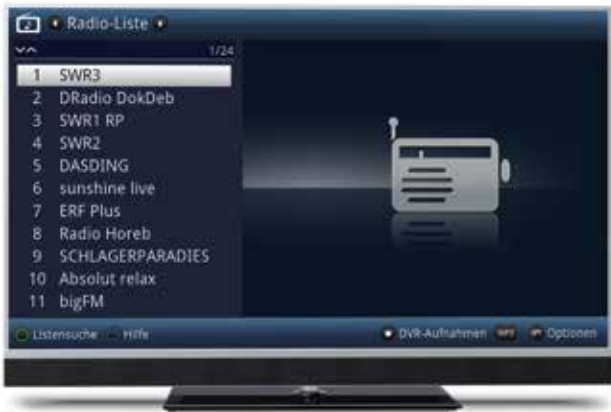 Radio-Liste
1/24
1 SWR3
2 DRadio DokDeb
3 SWR1 RP
4 SWR2
5 DASDING
6 sunshine live
7 ERF Plus
8 Radio Horeb
9 SCHLAGERPARADIES
10 Absolut relax
11 bigFM
Listensuche Hilfe DVR-Aufnahmen Optionen